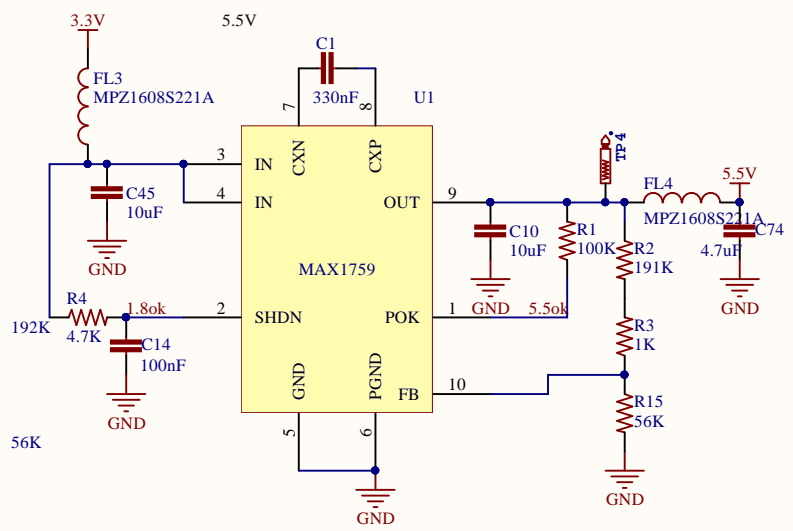 3.3V
5.5V
FL3
MPZ1608S221A
C1
330nF
7
8
U1
CXN
CXP
3
IN
4
IN
OUT
9
MAX1759
2
SHDN
POK
1
GND
PGND
FB
10
5
6
GND
C45
10uF
GND
192K
R4
4.7K
1.8ok
C14
100nF
GND
56K
C10
10uF
GND
R1
100K
5.5ok
TP4
FL4
MPZ1608S221A
5.5V
C74
4.7uF
GND
R2
191K
R3
1K
R15
56K
GND